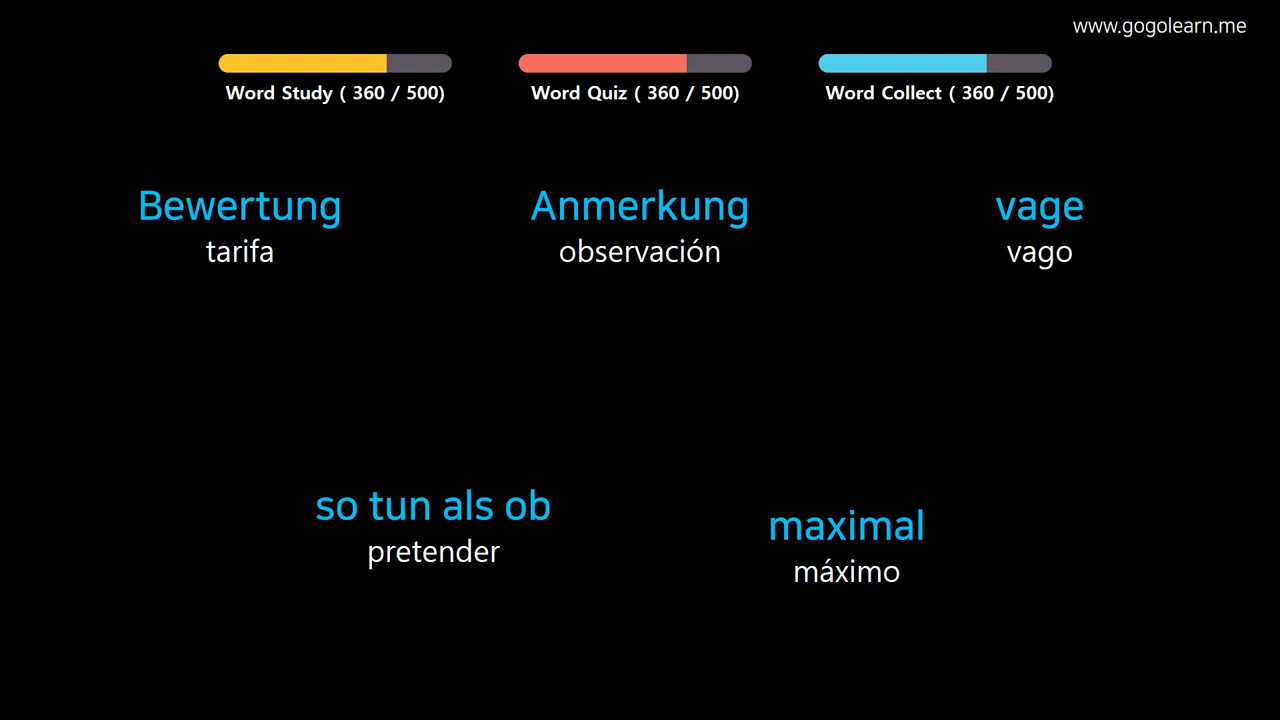 www.gogolearn.me
Word Study ( 360 / 500)
Word Quiz ( 360 / 500)
Word Collect ( 360 / 500)
Bewertung
tarifa
Anmerkung
observación
vage
vago
so tun als ob
pretender
maximal
máximo